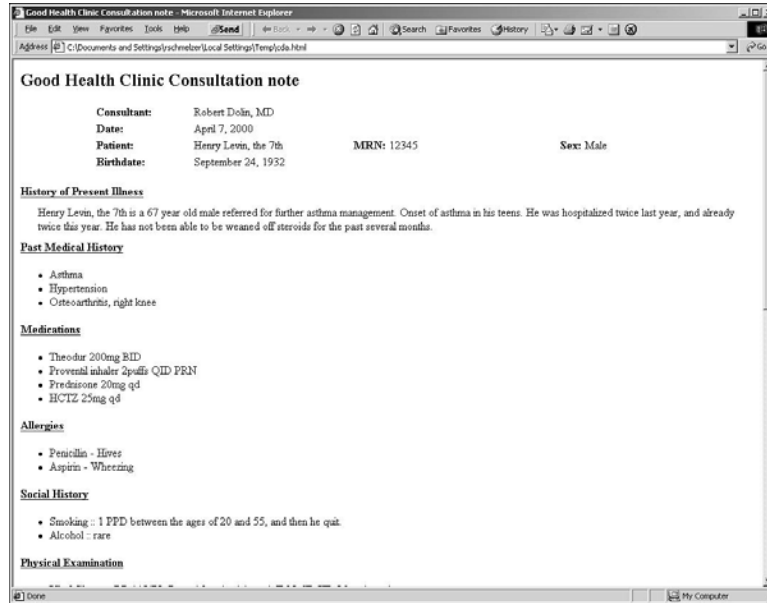 Good Health Clinic Consultation note - Microsoft Internet Explorer
File Edit View Favorites Tools Help Send Back Search Favorites History
Address C:\Documents and Settings\rschmelzer\Local Settings\Temp\cda.html Go
Good Health Clinic Consultation note
Consultant: Robert Dolin, MD
Date: April 7, 2000
Patient: Henry Levin, the 7th MRN: 12345 Sex: Male
Birthdate: September 24, 1932
History of Present Illness
Henry Levin, the 7th is a 67 year old male referred for further asthma management. Onset of asthma in his teens. He was hospitalized twice last year, and already
twice this year. He has not been able to be weaned off steroids for the past several months.
Past Medical History
• Asthma
• Hypertension
• Osteoarthritis, right knee
Medications
• Theodur 200mg BID
• Proventil inhaler 2puffs QID PRN
• Prednisone 20mg qd
• HCTZ 25mg qd
Allergies
• Penicillin - Hives
• Aspirin - Wheezing
Social History
• Smoking :: 1 PPD between the ages of 20 and 55, and then he quit.
• Alcohol :: rare
Physical Examination
Done My Computer